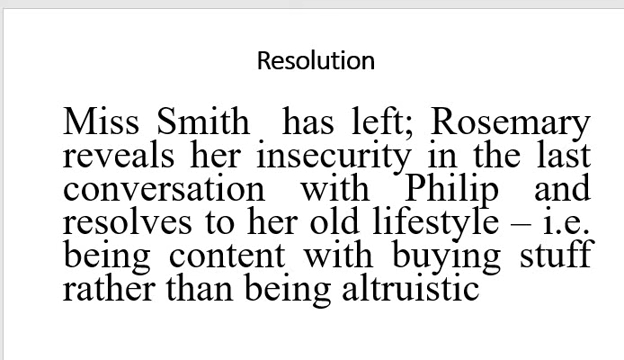 Resolution
Miss Smith has left; Rosemary
reveals her insecurity in the last
conversation with Philip and
resolves to her old lifestyle – i.e.
being content with buying stuff
rather than being altruistic